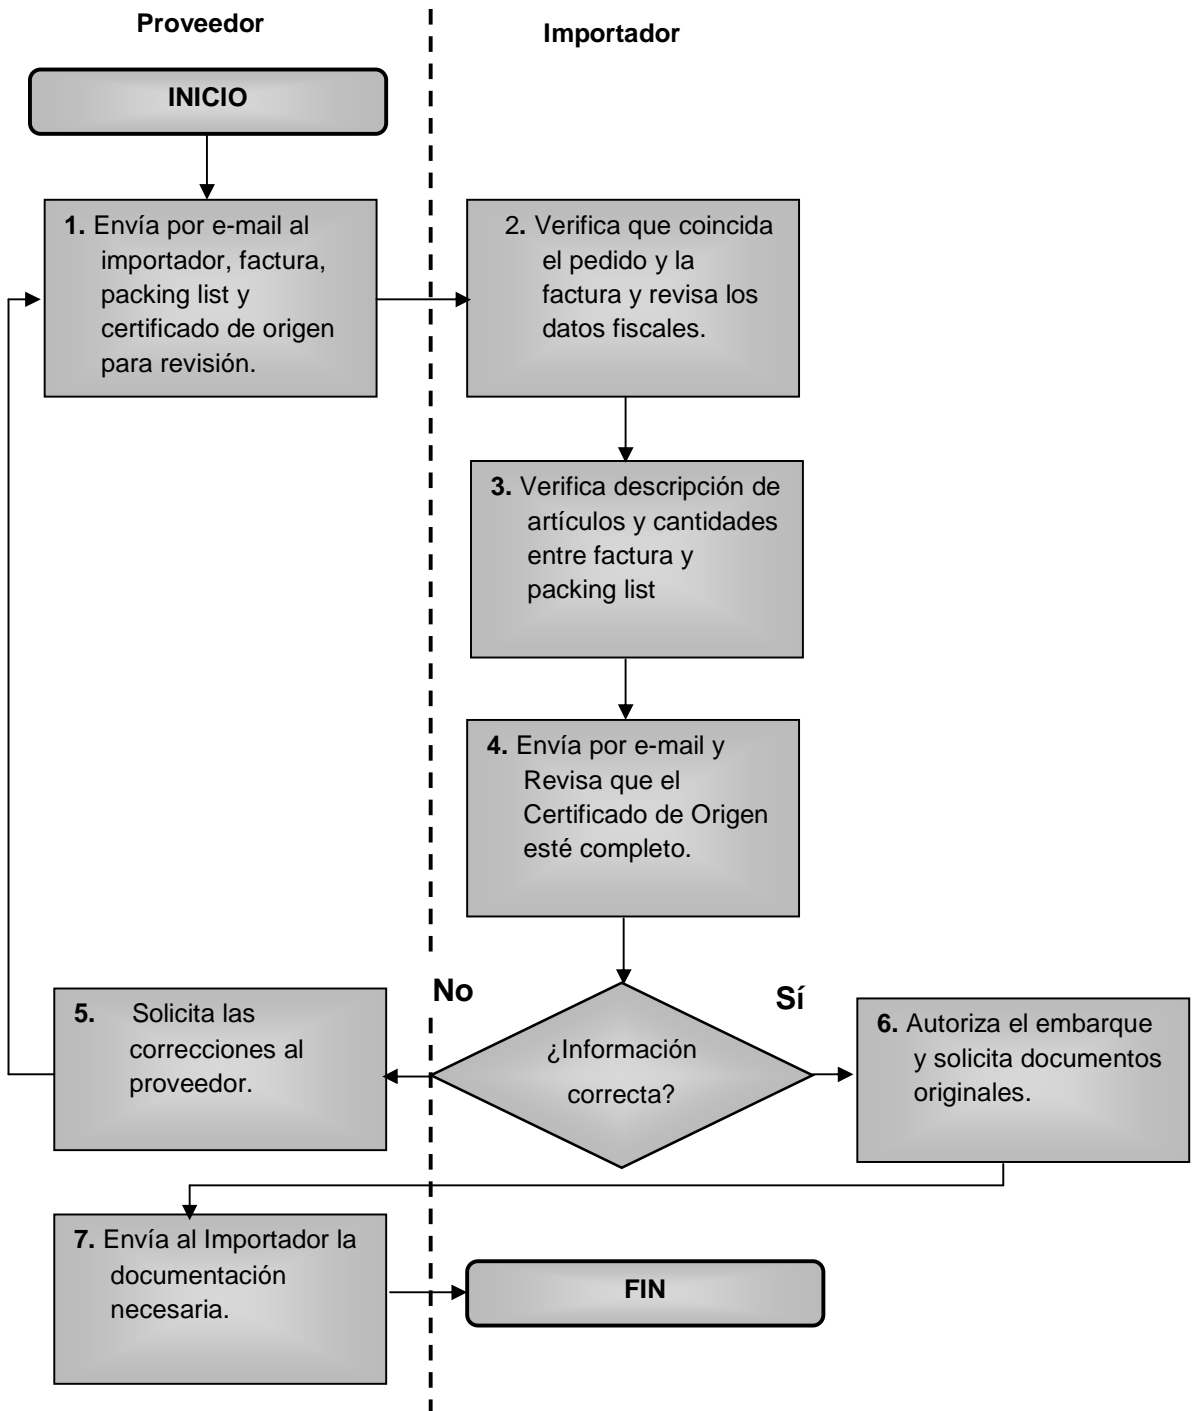 Proveedor
Importador
INICIO
1. Envía por e-mail al
importador, factura,
packing list y
certificado de origen
para revisión.
2. Verifica que coincida
el pedido y la
factura y revisa los
datos fiscales.
3. Verifica descripción de
artículos y cantidades
entre factura y
packing list
4. Envía por e-mail y
Revisa que el
Certificado de Origen
esté completo.
No
Sí
¿Información
correcta?
5. Solicita las
correcciones al
proveedor.
6. Autoriza el embarque
y solicita documentos
originales.
7. Envía al Importador la
documentación
necesaria.
FIN